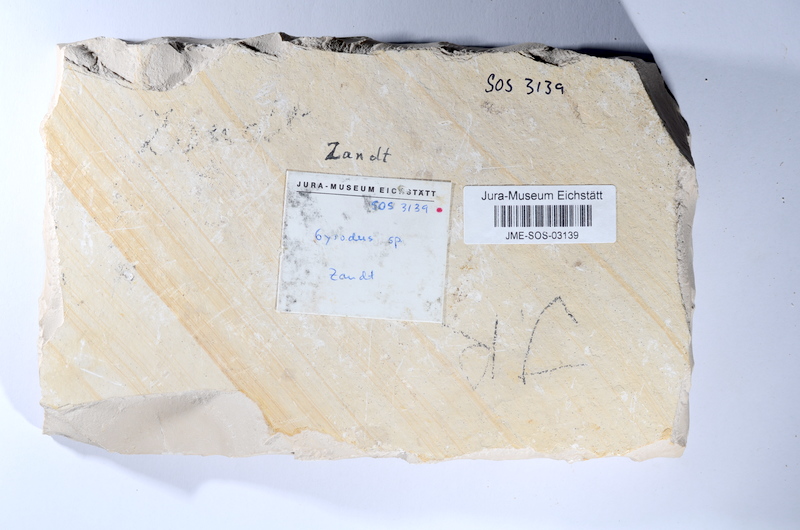 SOS 3139
Zandt
JURA-MUSEUM EICHSTÄTT
SOS 3139
Gyrodus sp.
Zandt
Jura-Museum Eichstätt
JME-SOS-03139